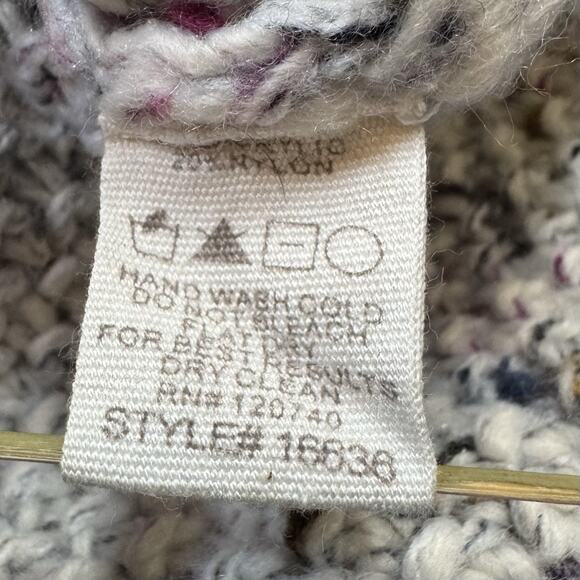 20% NYLON
HAND WASH COLD
DO NOT BLEACH
FLAT DRY
FOR BEST RESULTS
DRY CLEAN
RN# 120740
STYLE# 16636